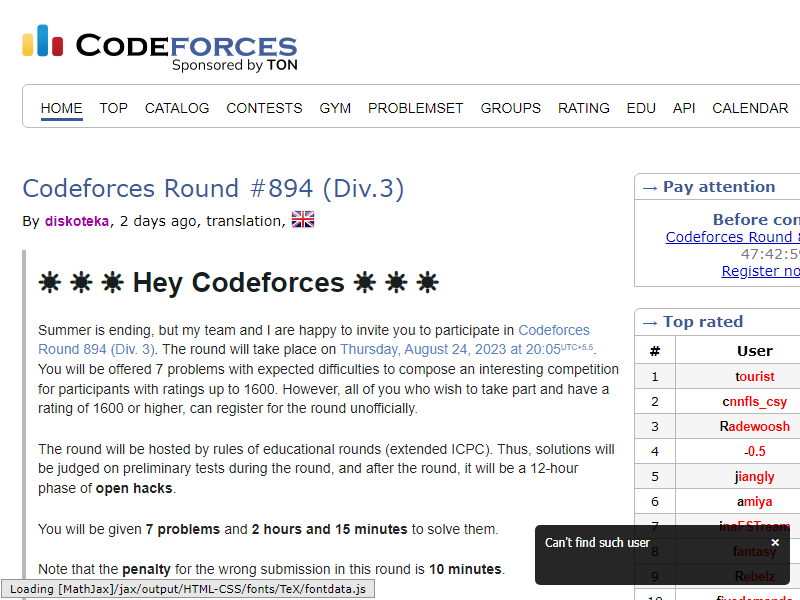 CODEFORCES
Sponsored by TON
HOME TOP CATALOG CONTESTS GYM PROBLEMSET GROUPS RATING EDU API CALENDAR
Codeforces Round #894 (Div.3)
By diskoteka, 2 days ago, translation,
☀ ☀ ☀ Hey Codeforces ☀ ☀ ☀
Summer is ending, but my team and I are happy to invite you to participate in Codeforces
Round 894 (Div. 3). The round will take place on Thursday, August 24, 2023 at 20:05UTC+5.5.
You will be offered 7 problems with expected difficulties to compose an interesting competition
for participants with ratings up to 1600. However, all of you who wish to take part and have a
rating of 1600 or higher, can register for the round unofficially.
The round will be hosted by rules of educational rounds (extended ICPC). Thus, solutions will
be judged on preliminary tests during the round, and after the round, it will be a 12-hour
phase of open hacks.
You will be given 7 problems and 2 hours and 15 minutes to solve them.
Note that the penalty for the wrong submission in this round is 10 minutes.
Loading [MathJax]/jax/output/HTML-CSS/fonts/TeX/fontdata.js
→ Pay attention
Before con
Codeforces Round 8
47:42:59
Register no
→ Top rated
# User
1 tourist
2 cnnfls_csy
3 Radewoosh
4 -0.5
5 jiangly
6 amiya
7 inaFSTream
8 fantasy
9 Rebelz
Can't find such user ×